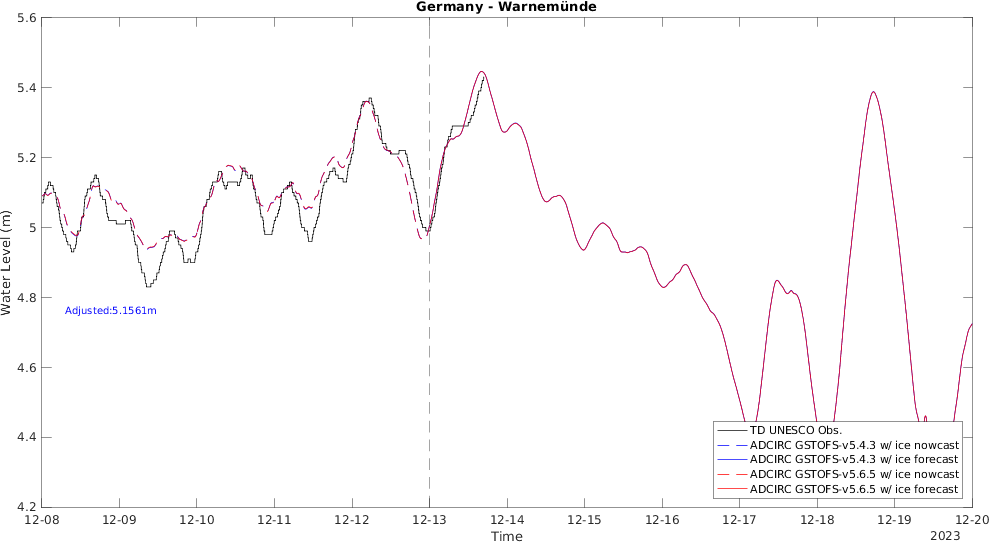 Germany - Warnemünde
5.6
5.4
5.2
5
4.8
4.6
4.4
4.2
Water Level (m)
Adjusted:5.1561m
TD UNESCO Obs.
ADCIRC GSTOFS-v5.4.3 w/ ice nowcast
ADCIRC GSTOFS-v5.4.3 w/ ice forecast
ADCIRC GSTOFS-v5.6.5 w/ ice nowcast
ADCIRC GSTOFS-v5.6.5 w/ ice forecast
12-08 12-09 12-10 12-11 12-12 12-13 12-14 12-15 12-16 12-17 12-18 12-19 12-20
Time
2023